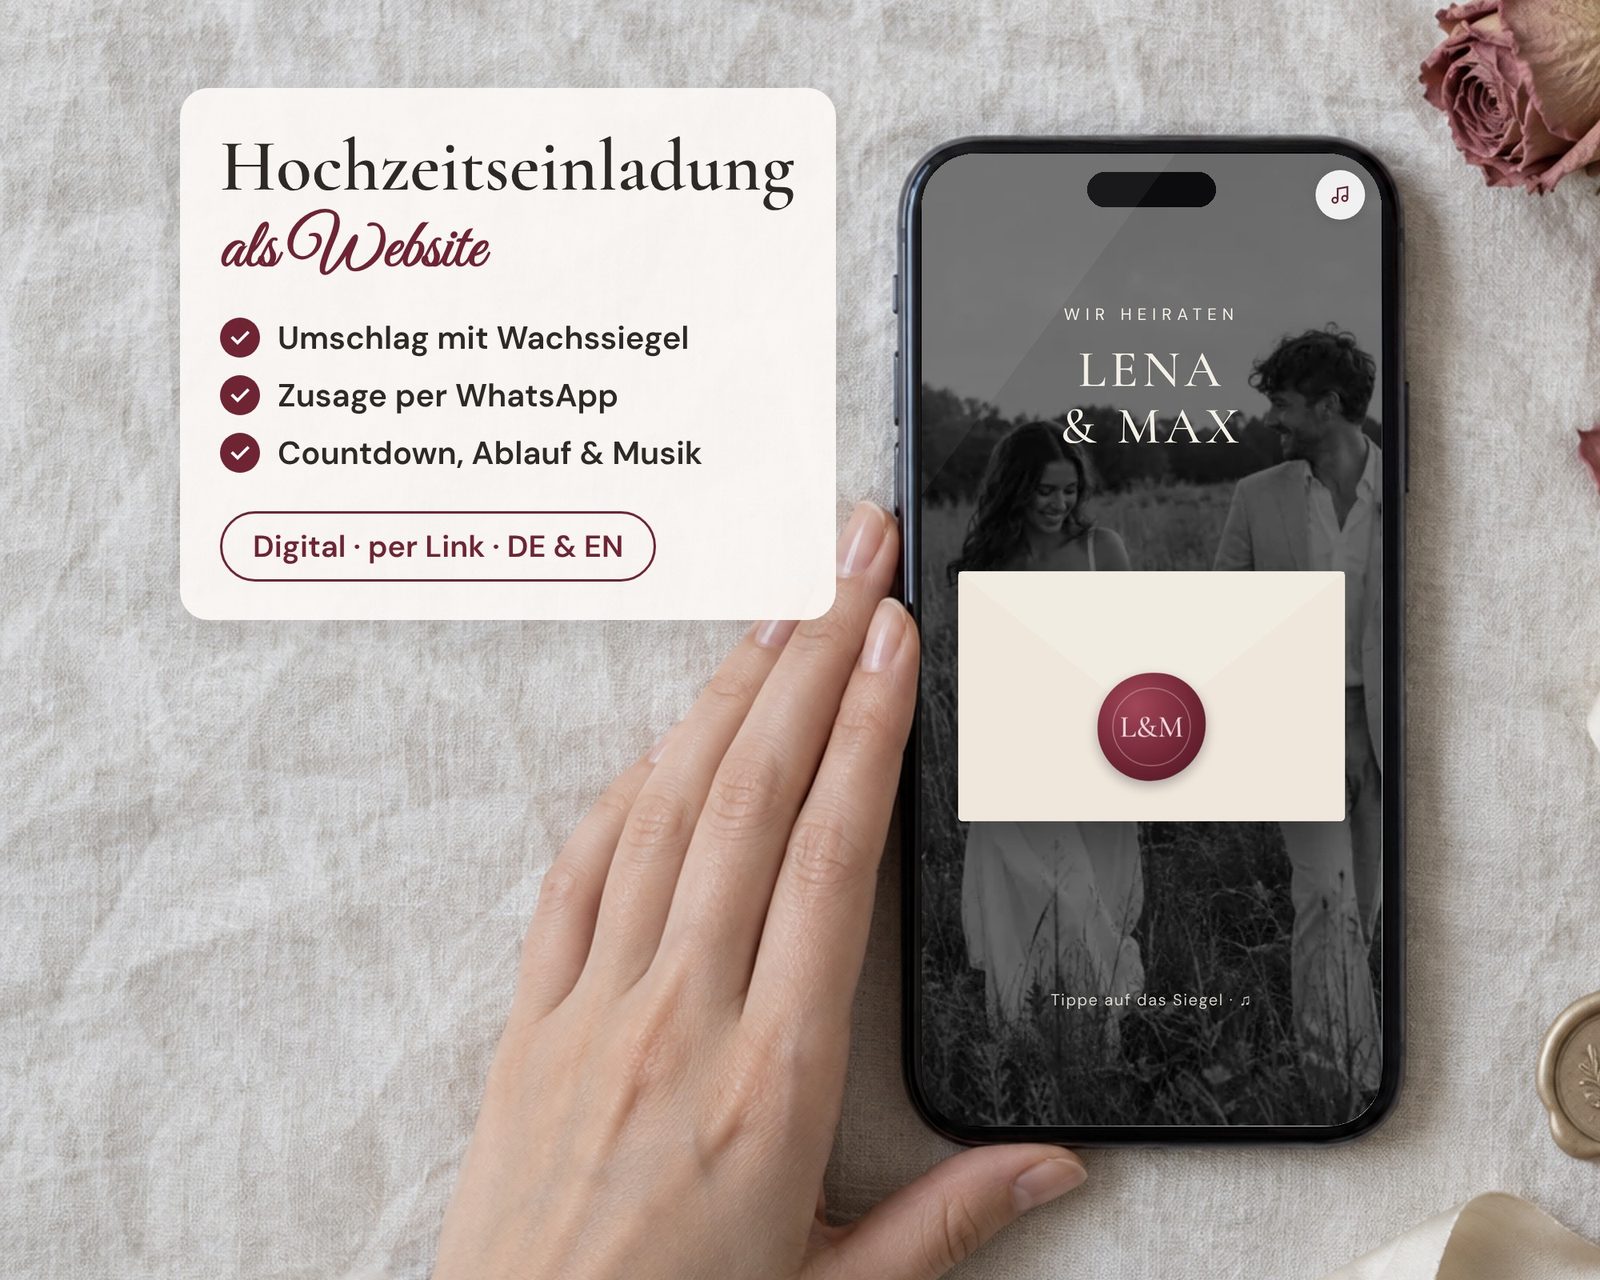 Hochzeitseinladung
als Website
Umschlag mit Wachssiegel
Zusage per WhatsApp
Countdown, Ablauf & Musik
Digital · per Link · DE & EN
WIR HEIRATEN
LENA
& MAX
L&M
Tippe auf das Siegel · ♫